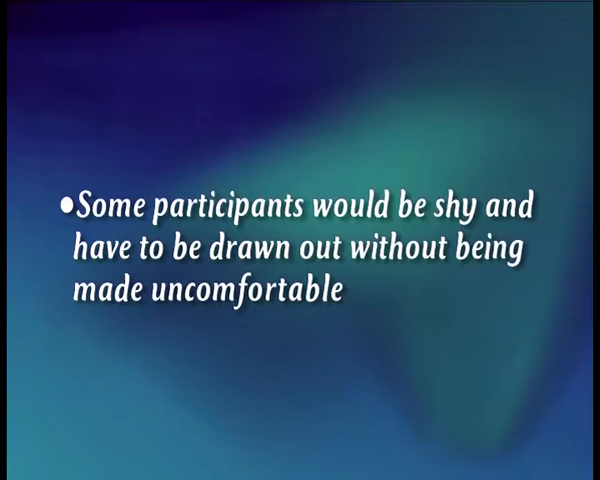 •Some participants would be shy and
have to be drawn out without being
made uncomfortable